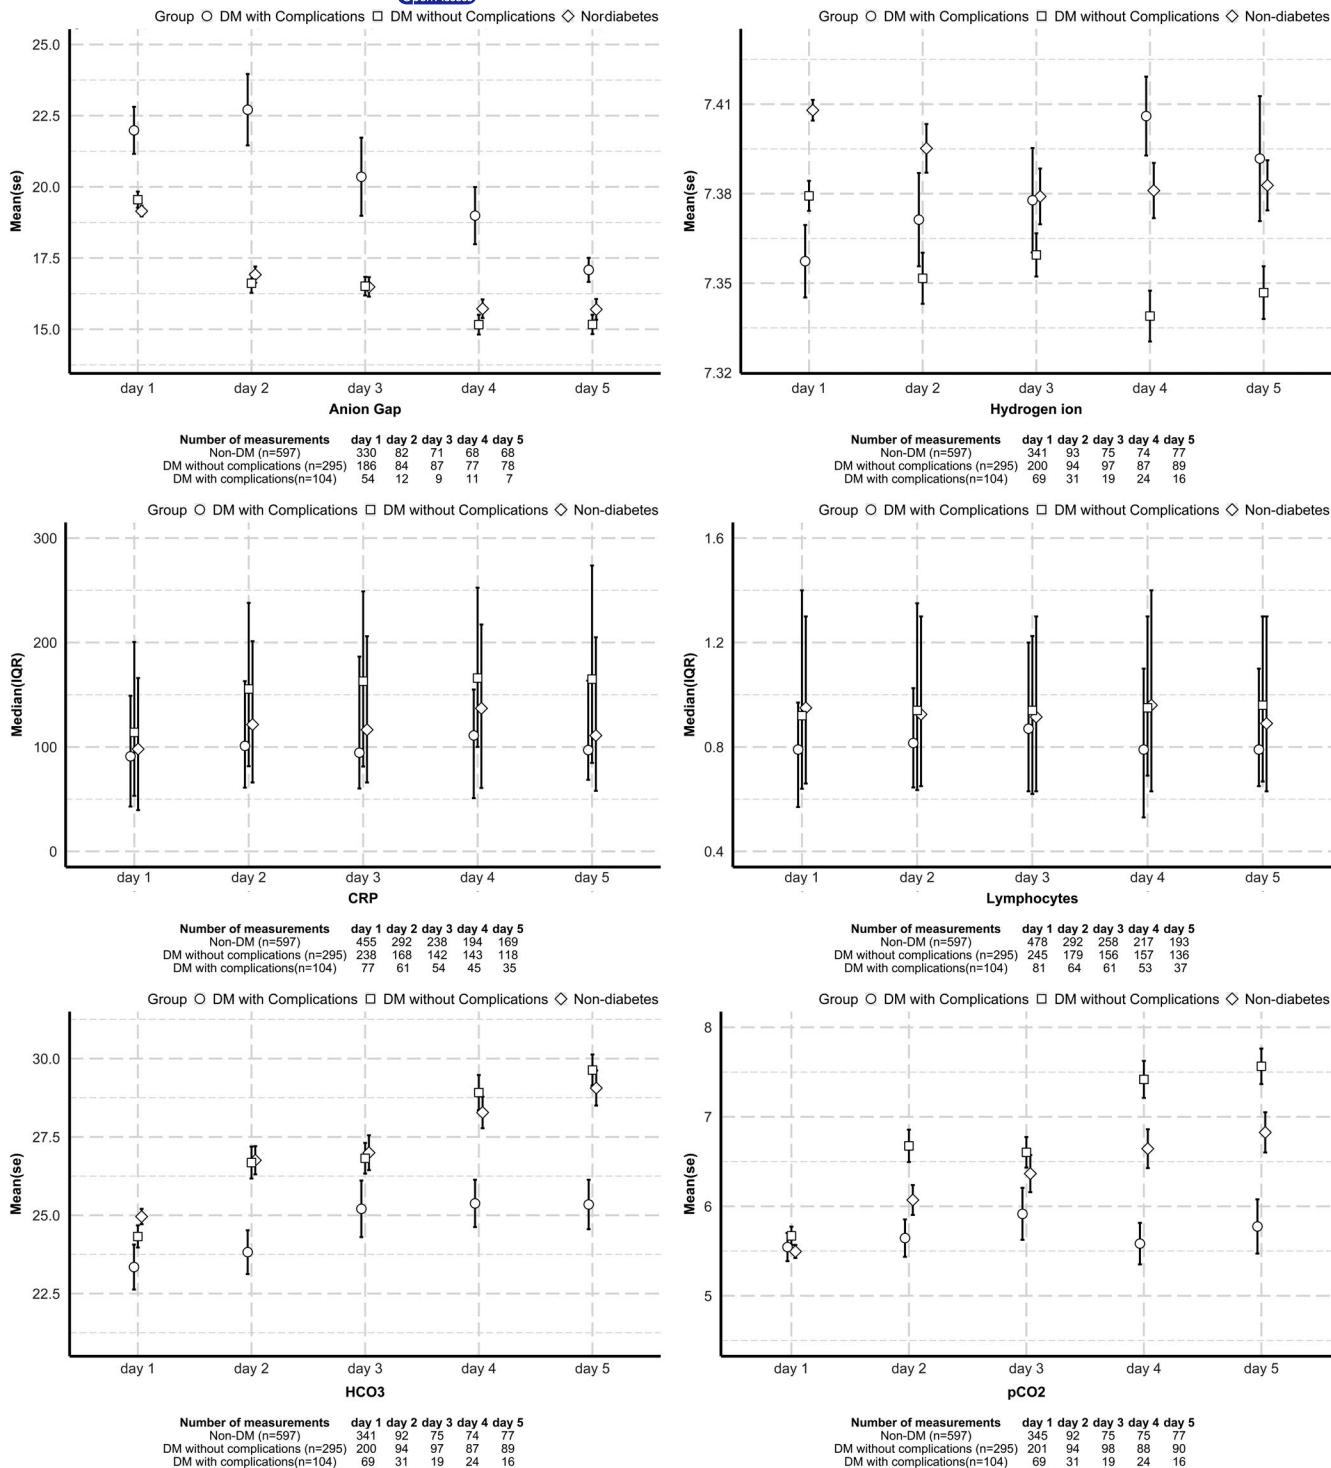 Open Access
Group DM with Complications DM without Complications Nordiabetes
25.0
22.5
20.0
17.5
15.0
Mean(se)
day 1 day 2 day 3 day 4 day 5
Anion Gap
Number of measurements day 1 day 2 day 3 day 4 day 5
Non-DM (n=597) 330 82 71 68 68
DM without complications (n=295) 186 84 87 77 78
DM with complications(n=104) 54 12 9 11 7
Group DM with Complications DM without Complications Non-diabetes
7.41
7.38
7.35
7.32
Mean(se)
day 1 day 2 day 3 day 4 day 5
Hydrogen ion
Number of measurements day 1 day 2 day 3 day 4 day 5
Non-DM (n=597) 341 93 75 74 77
DM without complications (n=295) 200 94 97 87 89
DM with complications(n=104) 69 31 19 24 16
Group DM with Complications DM without Complications Non-diabetes
300
200
100
0
Median(IQR)
day 1 day 2 day 3 day 4 day 5
CRP
Number of measurements day 1 day 2 day 3 day 4 day 5
Non-DM (n=597) 455 292 238 194 169
DM without complications (n=295) 238 168 142 143 118
DM with complications(n=104) 77 61 54 45 35
Group DM with Complications DM without Complications Non-diabetes
1.6
1.2
0.8
0.4
Median(IQR)
day 1 day 2 day 3 day 4 day 5
Lymphocytes
Number of measurements day 1 day 2 day 3 day 4 day 5
Non-DM (n=597) 478 292 258 217 193
DM without complications (n=295) 245 179 156 157 136
DM with complications(n=104) 81 64 61 53 37
Group DM with Complications DM without Complications Non-diabetes
30.0
27.5
25.0
22.5
Mean(se)
day 1 day 2 day 3 day 4 day 5
HCO3
Number of measurements day 1 day 2 day 3 day 4 day 5
Non-DM (n=597) 341 92 75 74 77
DM without complications (n=295) 200 94 97 87 89
DM with complications(n=104) 69 31 19 24 16
Group DM with Complications DM without Complications Non-diabetes
8
7
6
5
Mean(se)
day 1 day 2 day 3 day 4 day 5
pCO2
Number of measurements day 1 day 2 day 3 day 4 day 5
Non-DM (n=597) 345 92 75 75 77
DM without complications (n=295) 201 94 98 88 90
DM with complications(n=104) 69 31 19 24 16